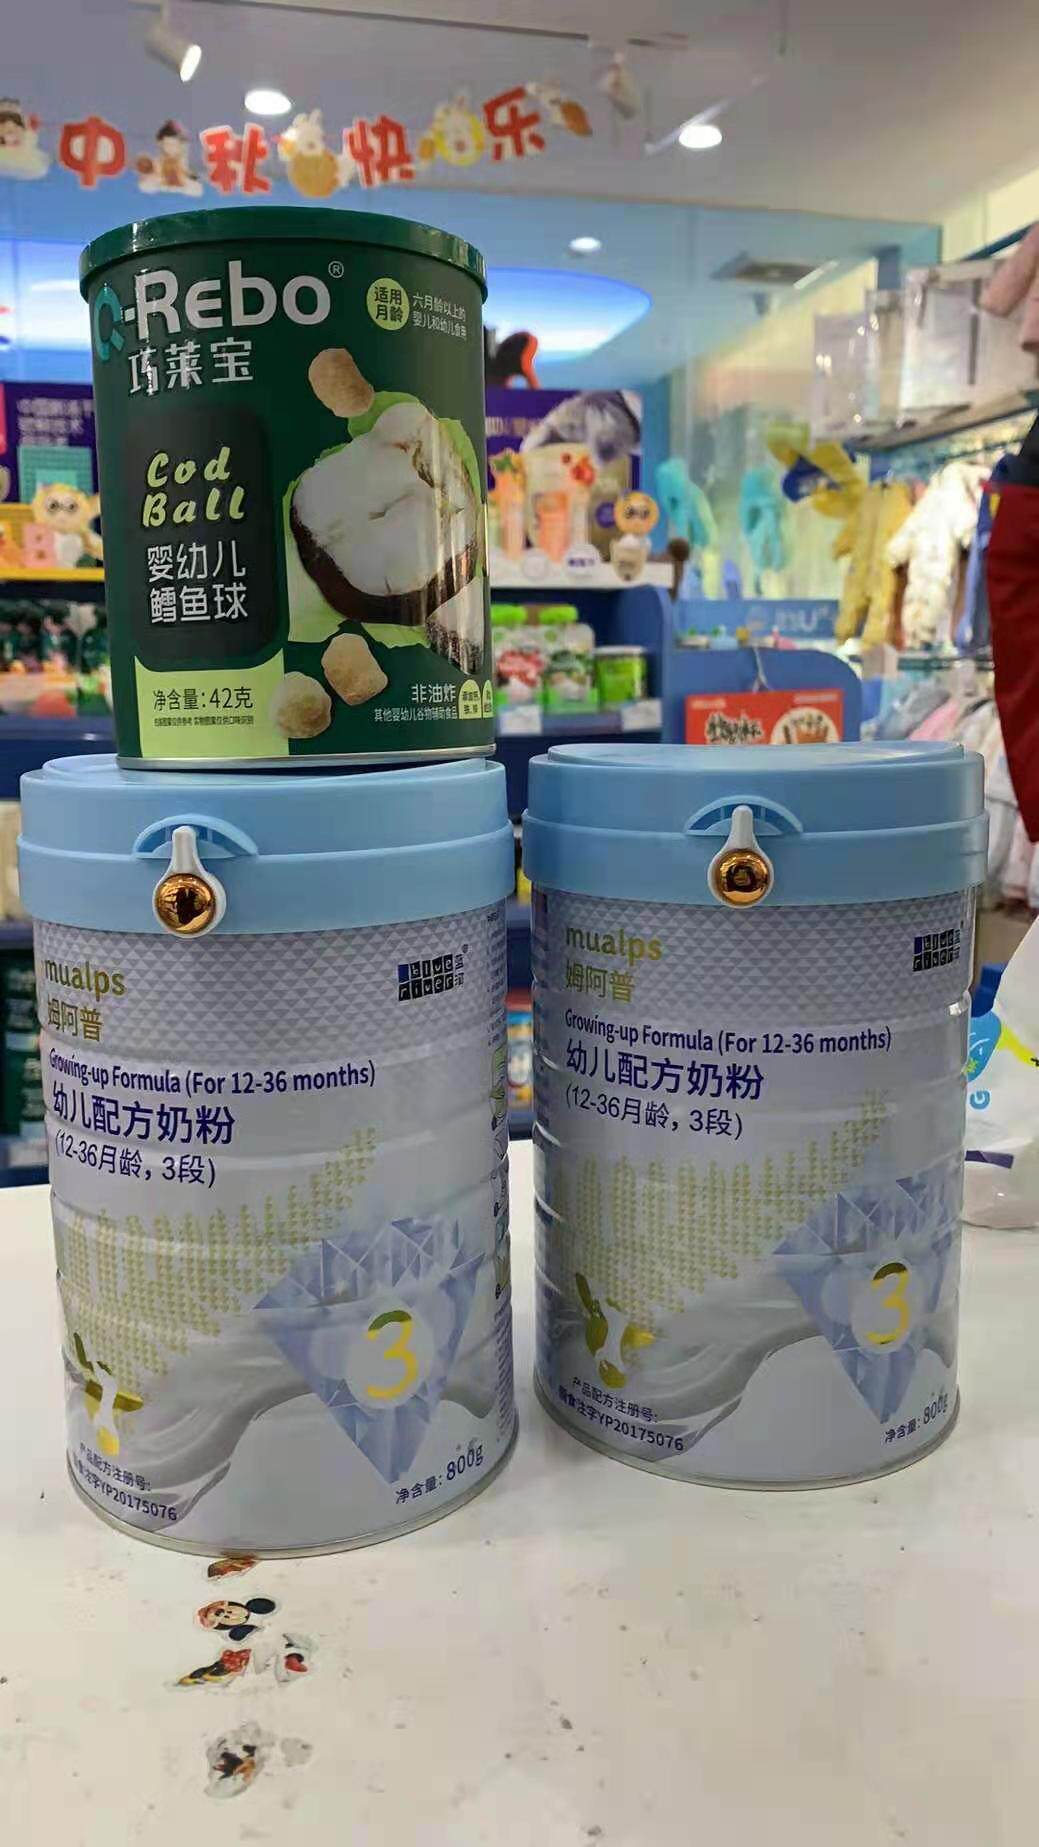 中秋快乐
Q-Rebo®
巧莱宝
适用
月龄
六月龄以上的
婴儿和幼儿食用
Cod
Ball
婴幼儿
鳕鱼球
净含量:42克
非油炸
其他婴幼儿谷物辅助食品
mualps
姆阿普
blue
river
蓝河
®
Growing-up Formula (For 12-36 months)
幼儿配方奶粉
(12-36月龄, 3段)
3
产品配方注册号:
国食注字YP20175076
净含量: 800g
mualps
姆阿普
blue
river
蓝河
Growing-up Formula (For 12-36 months)
幼儿配方奶粉
(12-36月龄, 3段)
3
产品配方注册号:
国食注字YP20175076
净含量: 800g